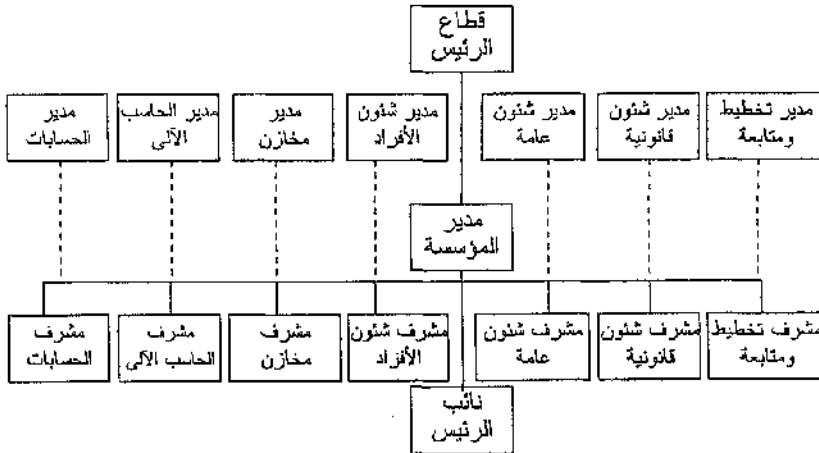 قطاع
الرئيس
مدير تخطيط
ومتابعة
مدير شئون
قانونية
مدير شئون
عامة
مدير شئون
الأفراد
مدير
مخازن
مدير الحاسب
الآلى
مدير
الحسابات
مدير
المؤسسة
مشرف تخطيط
ومتابعة
مشرف شئون
قانونية
مشرف شئون
عامة
مشرف شئون
الأفراد
مشرف
مخازن
مشرف
الحاسب الآلى
مشرف
الحسابات
نائب
الرئيس